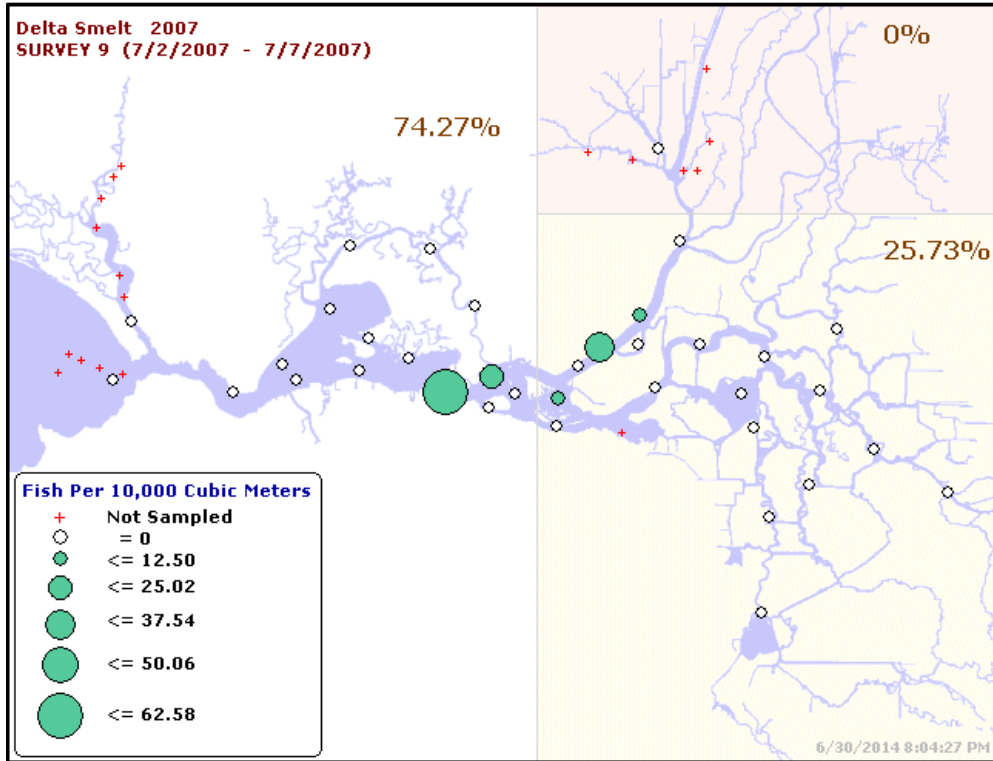 Delta Smelt 2007
SURVEY 9 (7/2/2007 - 7/7/2007)
0%
74.27%
25.73%
Fish Per 10,000 Cubic Meters
Not Sampled
= 0
<= 12.50
<= 25.02
<= 37.54
<= 50.06
<= 62.58
6/30/2014 8:04:27 PM